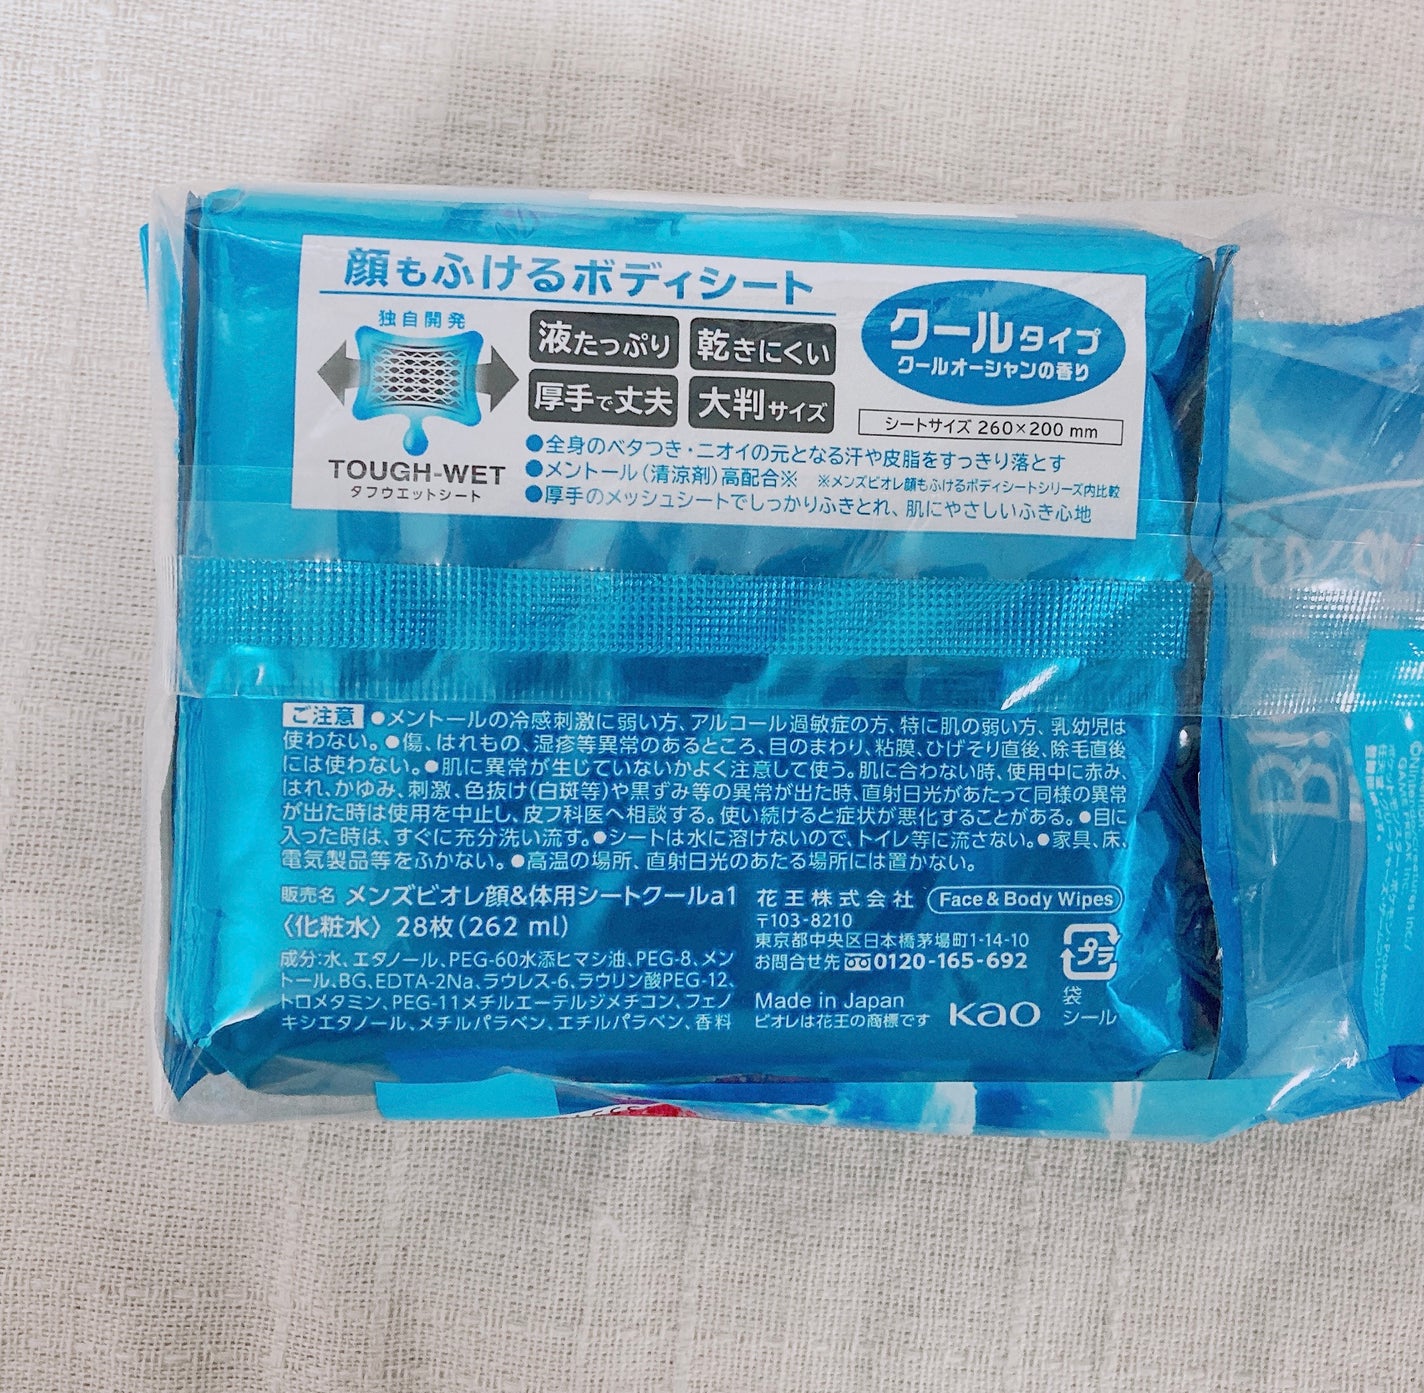 顔もふけるボディシート
独自開発
TOUGH-WET
タフウエットシート
液たっぷり 乾きにくい
厚手で丈夫 大判サイズ
クールタイプ
クールオーシャンの香り
シートサイズ 260×200 mm
●全身のベタつき・ニオイの元となる汗や皮脂をすっきり落とす
●メントール(清涼剤)高配合※ ※メンズビオレ顔もふけるボディシートシリーズ内比較
●厚手のメッシュシートでしっかりふきとれ、肌にやさしいふき心地
ご注意 ●メントールの冷感刺激に弱い方、アルコール過敏症の方、特に肌の弱い方、乳幼児は
使わない。●傷、はれもの、湿疹等異常のあるところ、目のまわり、粘膜、ひげそり直後、除毛直後
には使わない。●肌に異常が生じていないかよく注意して使う。肌に合わない時、使用中に赤み、
はれ、かゆみ、刺激、色抜け(白斑等)や黒ずみ等の異常が出た時、直射日光があたって同様の異常
が出た時は使用を中止し、皮フ科医へ相談する。使い続けると症状が悪化することがある。●目に
入った時は、すぐに充分洗い流す。●シートは水に溶けないので、トイレ等に流さない。●家具、床、
電気製品等をふかない。●高温の場所、直射日光のあたる場所には置かない。
販売名 メンズビオレ顔&体用シートクールa1
〈化粧水〉 28枚(262 ml)
成分:水、エタノール、PEG-60水添ヒマシ油、PEG-8、メン
トール、BG、EDTA-2Na、ラウレス-6、ラウリン酸PEG-12、
トロメタミン、PEG-11メチルエーテルジメチコン、フェノ
キシエタノール、メチルパラベン、エチルパラベン、香料
花王株式会社 Face & Body Wipes
〒103-8210
東京都中央区日本橋茅場町1-14-10
お問合せ先 0120-165-692
Made in Japan
ビオレは花王の商標です
Kao
プラ
袋
シール